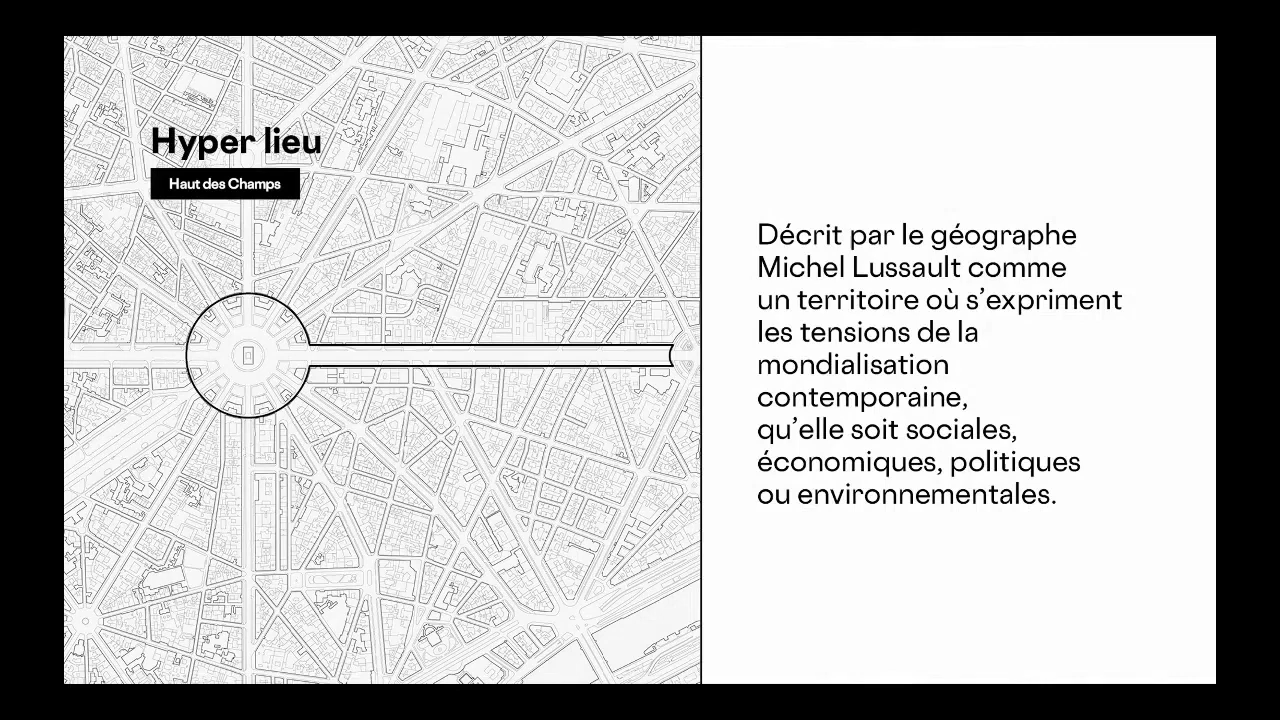 Hyper lieu
Haut des Champs
Décrit par le géographe
Michel Lussault comme
un territoire où s’expriment
les tensions de la
mondialisation
contemporaine,
qu’elle soit sociales,
économiques, politiques
ou environnementales.